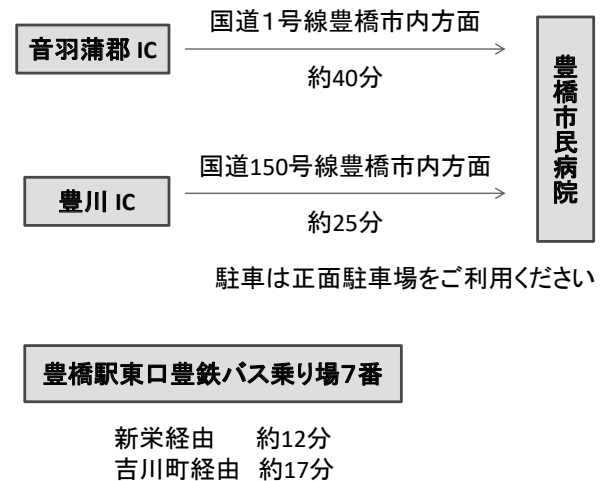 国道1号線豊橋市内方面
音羽蒲郡 IC
約40分
豊橋市民病院
国道150号線豊橋市内方面
豊川 IC
約25分
駐車は正面駐車場をご利用ください
豊橋駅東口豊鉄バス乗り場7番
新栄経由 約12分
吉川町経由 約17分